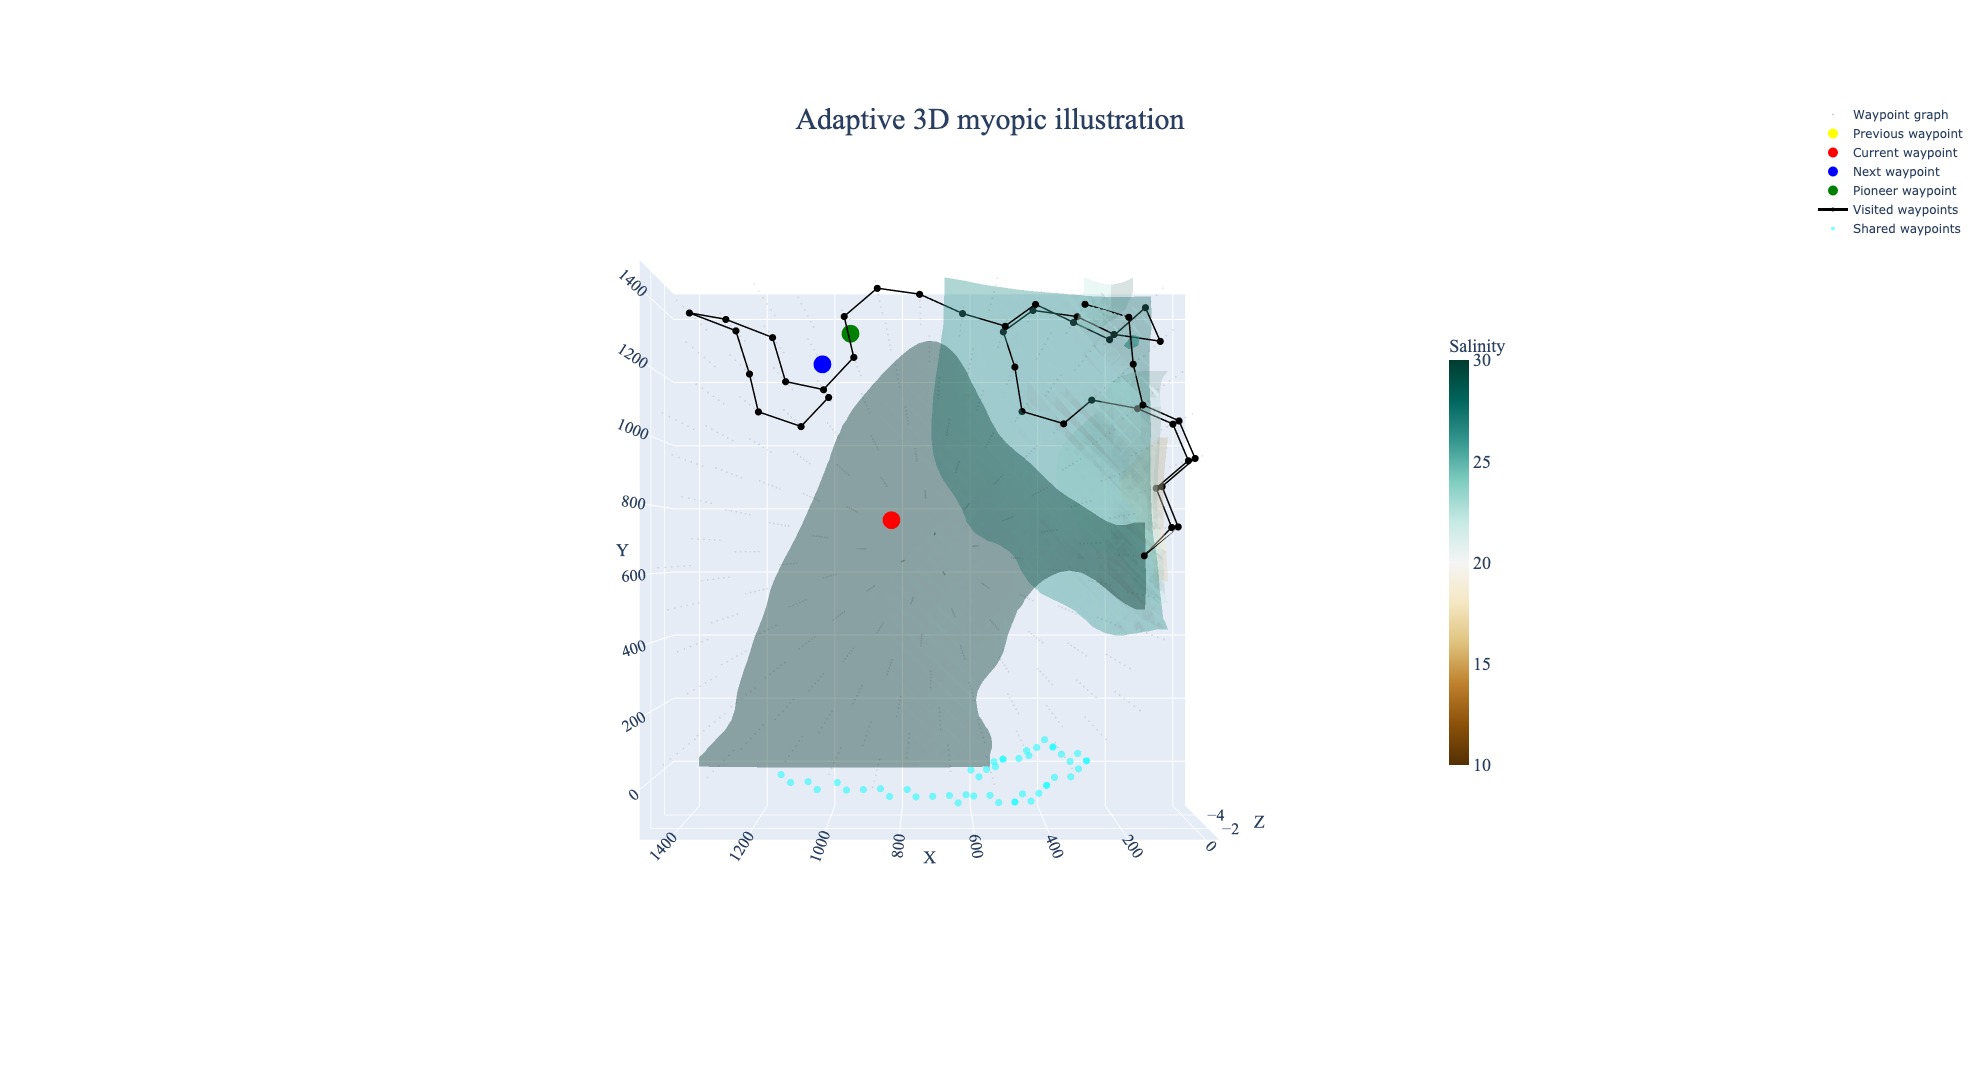 Adaptive 3D myopic illustration
Waypoint graph
Previous waypoint
Current waypoint
Next waypoint
Pioneer waypoint
Visited waypoints
Shared waypoints
Salinity
30
25
20
15
10
1400
1200
1000
800
Y
600
400
200
0
1400
1200
1000
800
X
600
400
200
0
−4
−2
Z